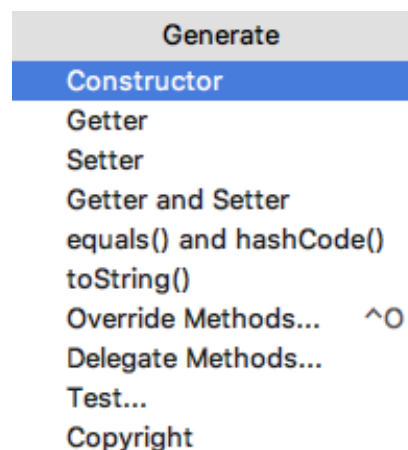 Generate
Constructor
Getter
Setter
Getter and Setter
equals() and hashCode()
toString()
Override Methods... ^O
Delegate Methods...
Test...
Copyright